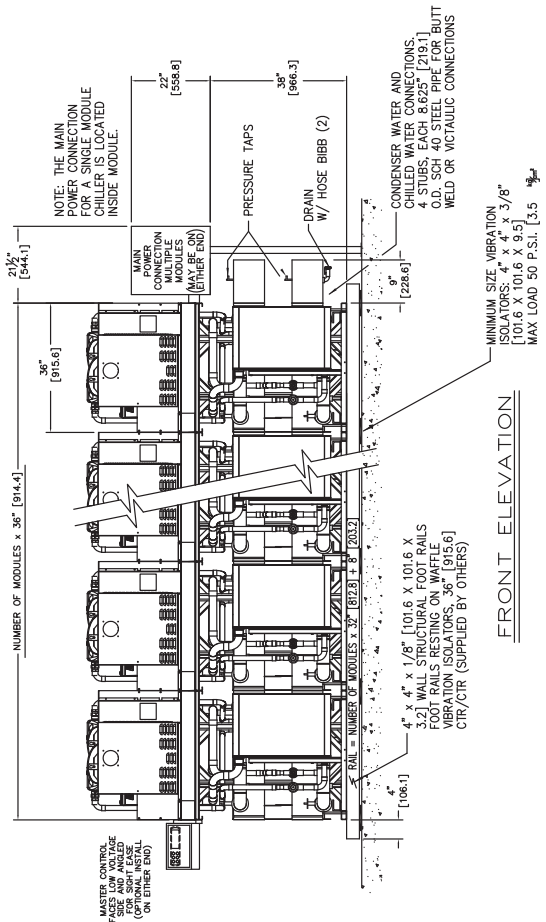 NOTE: THE MAIN
POWER CONNECTION
FOR A SINGLE MODULE
CHILLER IS LOCATED
INSIDE MODULE.
21½"
[544.1]
22"
[558.8]
38"
[966.3]
36"
[915.6]
NUMBER OF MODULES x 36" [914.4]
MAIN
POWER
CONNECTION
MULTIPLE
MODULES
(MAY BE ON
EITHER END)
PRESSURE TAPS
DRAIN
W/ HOSE BIBB (2)
9"
[228.6]
CONDENSER WATER AND
CHILLED WATER CONNECTIONS.
4 STUBS, EACH 8.625" [219.1]
O.D. SCH 40 STEEL PIPE FOR BUTT
WELD OR VICTAULIC CONNECTIONS
MASTER CONTROL
FACES LOW VOLTAGE
SIDE AND ANGLED
FOR SIGHT EASE
(OPTIONAL INSTALL
ON EITHER END)
4"
[106.1]
RAIL = NUMBER OF MODULES x 32" [812.8] + 8" [203.2]
4" x 4" x 1/8" [101.6 X 101.6 X
3.2] WALL STRUCTURAL FOOT RAILS
FOOT RAILS RESTING ON WAFFLE
VIBRATION ISOLATORS, 36" [915.6]
CTR/CTR (SUPPLIED BY OTHERS)
MINIMUM SIZE VIBRATION
ISOLATORS: 4" x 4" x 3/8"
[101.6 X 101.6 X 9.5]
MAX LOAD 50 P.S.I. [3.5
FRONT ELEVATION